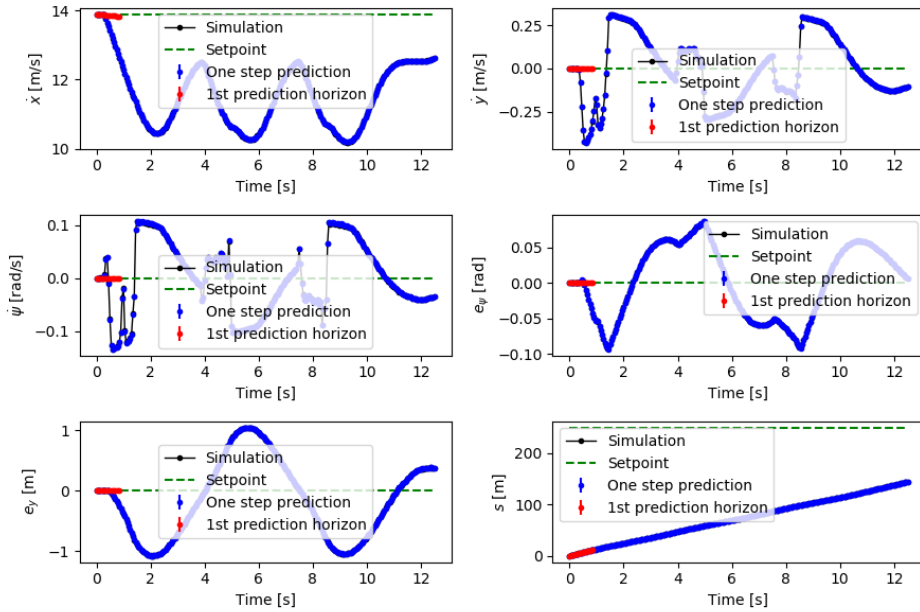 14
12
10
ẋ [m/s]
Simulation
Setpoint
One step prediction
1st prediction horizon
0 2 4 6 8 10 12
Time [s]
0.25
0.00
−0.25
ẏ [m/s]
Simulation
Setpoint
One step prediction
1st prediction horizon
0 2 4 6 8 10 12
Time [s]
0.1
0.0
−0.1
ψ̇ [rad/s]
Simulation
Setpoint
One step prediction
1st prediction horizon
0 2 4 6 8 10 12
Time [s]
0.05
0.00
−0.05
−0.10
eψ [rad]
Simulation
Setpoint
One step prediction
1st prediction horizon
0 2 4 6 8 10 12
Time [s]
1
0
−1
ey [m]
Simulation
Setpoint
One step prediction
1st prediction horizon
0 2 4 6 8 10 12
Time [s]
200
100
0
s [m]
Simulation
Setpoint
One step prediction
1st prediction horizon
0 2 4 6 8 10 12
Time [s]